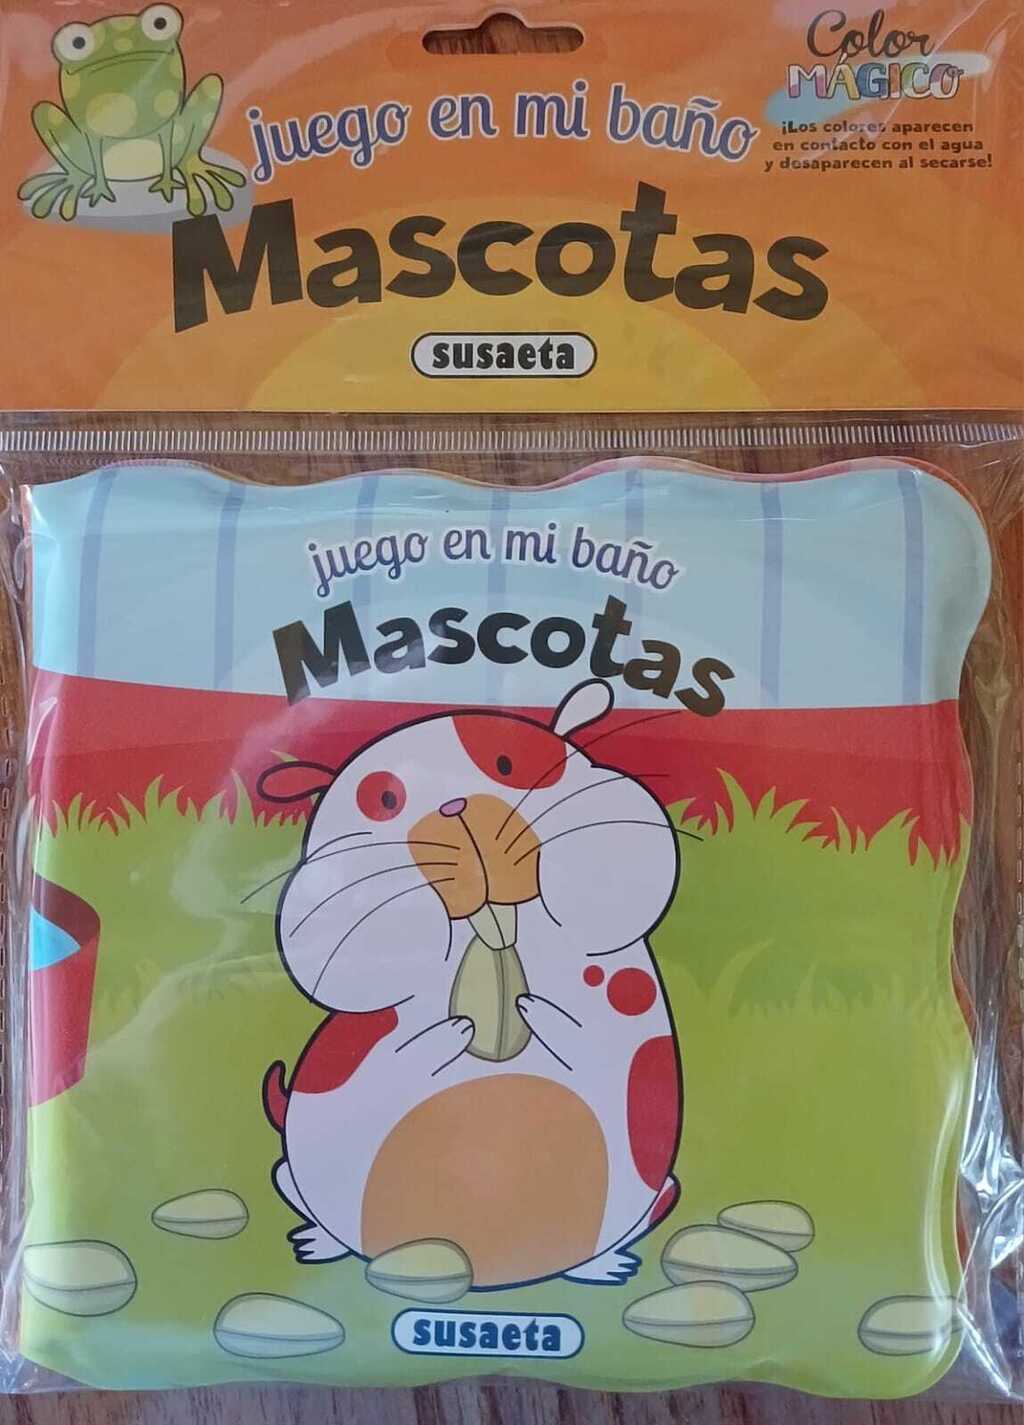 juego en mi baño
Mascotas
susaeta
Color
MÁGICO
¡Los colores aparecen
en contacto con el agua
y desaparecen al secarse!
juego en mi baño
Mascotas
susaeta